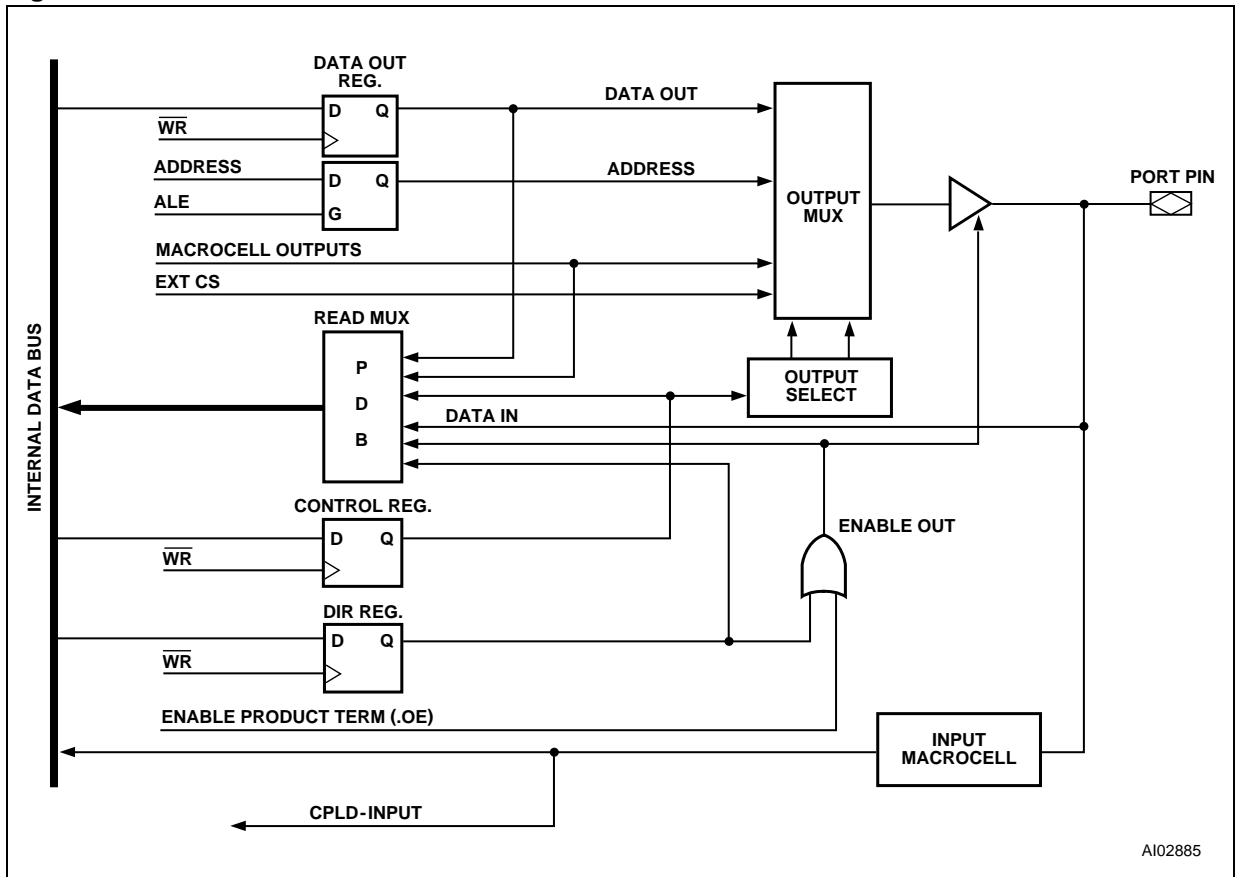 DATA OUT
REG.
D Q
DATA OUT
WR
ADDRESS
D Q
ADDRESS
ALE
G
OUTPUT
MUX
PORT PIN
MACROCELL OUTPUTS
EXT CS
READ MUX
P
D
B
OUTPUT
SELECT
DATA IN
INTERNAL DATA BUS
CONTROL REG.
D Q
WR
ENABLE OUT
DIR REG.
D Q
WR
ENABLE PRODUCT TERM (.OE)
INPUT
MACROCELL
CPLD-INPUT
AI02885